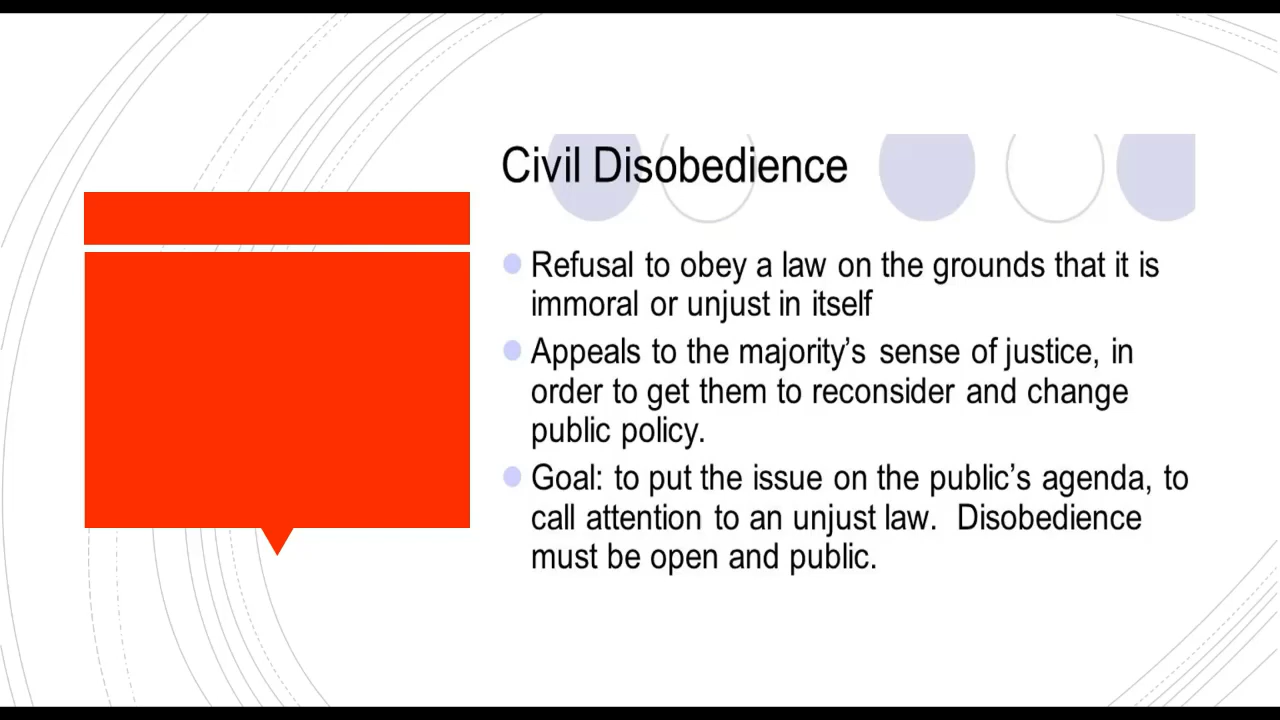 Civil Disobedience
Refusal to obey a law on the grounds that it is
immoral or unjust in itself
Appeals to the majority’s sense of justice, in
order to get them to reconsider and change
public policy.
Goal: to put the issue on the public’s agenda, to
call attention to an unjust law.  Disobedience
must be open and public.